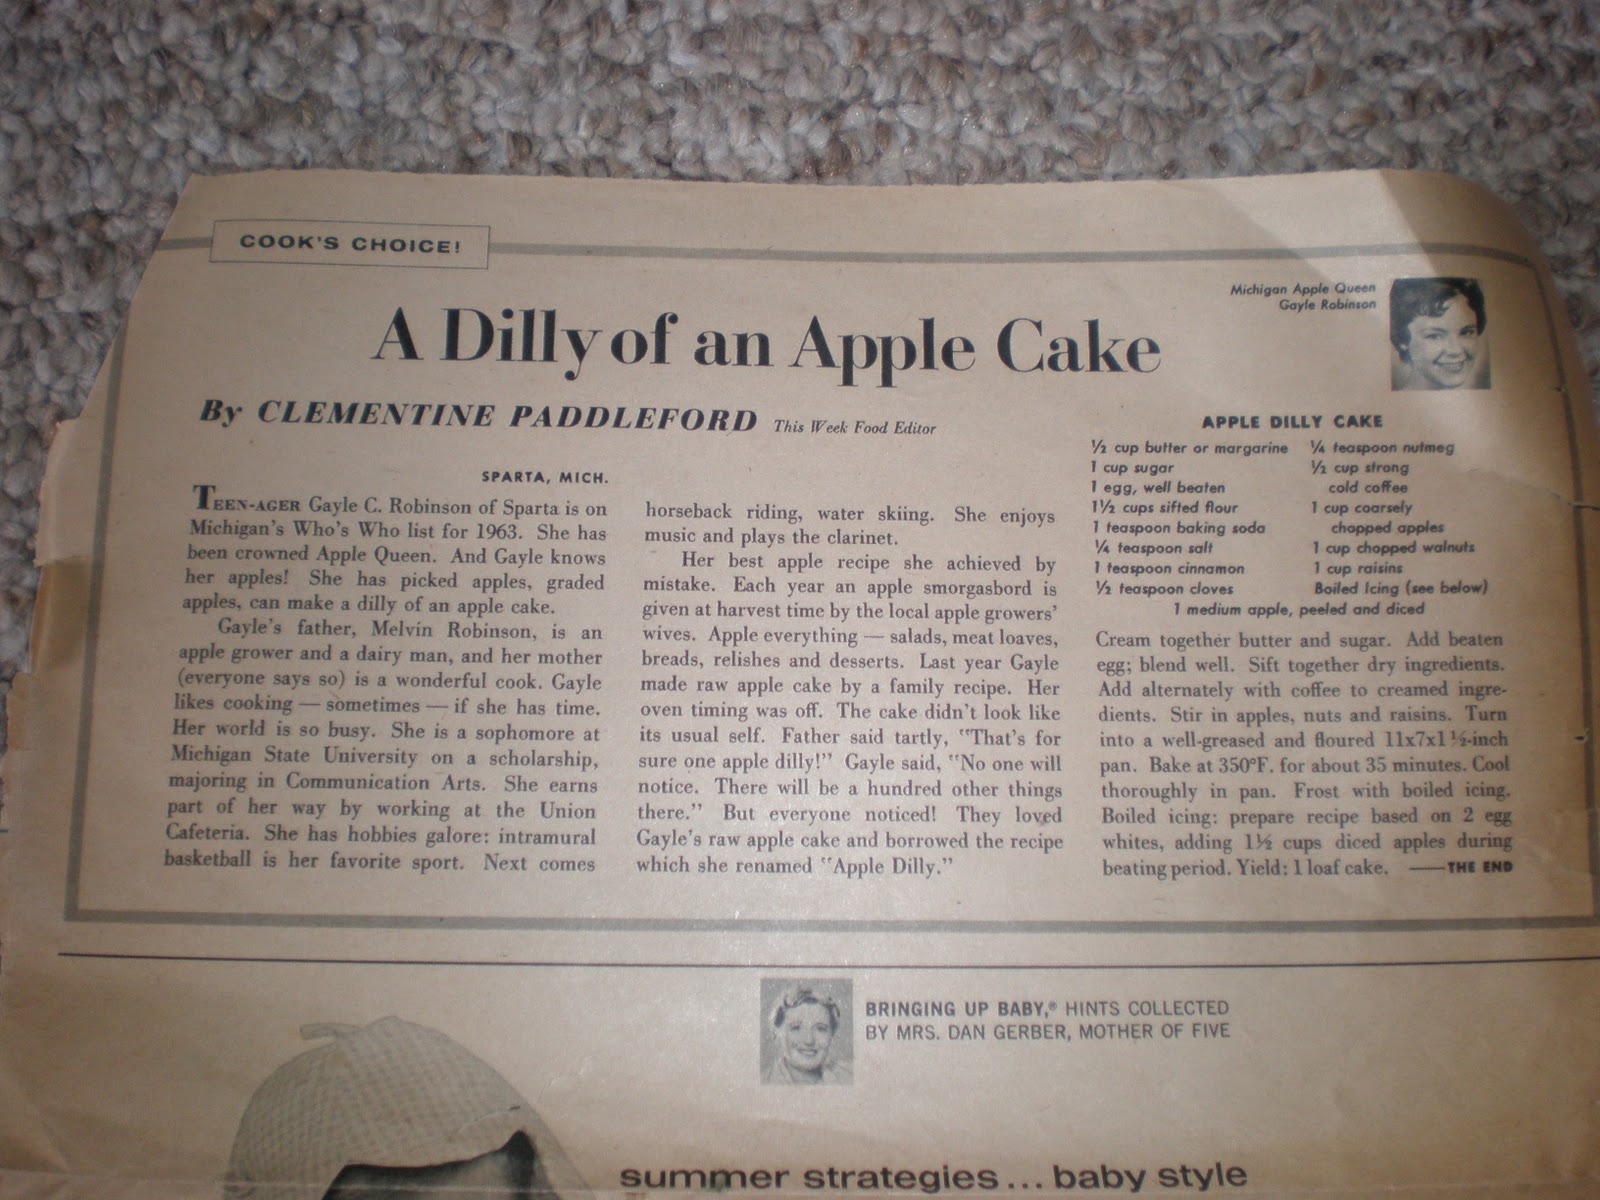 COOK'S CHOICE!
Michigan Apple Queen
Gayle Robinson
A Dilly of an Apple Cake
By CLEMENTINE PADDLEFORD This Week Food Editor
SPARTA, MICH.
TEEN-AGER Gayle C. Robinson of Sparta is on
Michigan's Who's Who list for 1963. She has
been crowned Apple Queen. And Gayle knows
her apples! She has picked apples, graded
apples, can make a dilly of an apple cake.
Gayle's father, Melvin Robinson, is an
apple grower and a dairy man, and her mother
(everyone says so) is a wonderful cook. Gayle
likes cooking — sometimes — if she has time.
Her world is so busy. She is a sophomore at
Michigan State University on a scholarship,
majoring in Communication Arts. She earns
part of her way by working at the Union
Cafeteria. She has hobbies galore: intramural
basketball is her favorite sport. Next comes
horseback riding, water skiing. She enjoys
music and plays the clarinet.
Her best apple recipe she achieved by
mistake. Each year an apple smorgasbord is
given at harvest time by the local apple growers'
wives. Apple everything — salads, meat loaves,
breads, relishes and desserts. Last year Gayle
made raw apple cake by a family recipe. Her
oven timing was off. The cake didn't look like
its usual self. Father said tartly, "That's for
sure one apple dilly!" Gayle said, "No one will
notice. There will be a hundred other things
there." But everyone noticed! They loved
Gayle's raw apple cake and borrowed the recipe
which she renamed "Apple Dilly."
APPLE DILLY CAKE
½ cup butter or margarine
1 cup sugar
1 egg, well beaten
1½ cups sifted flour
1 teaspoon baking soda
¼ teaspoon salt
1 teaspoon cinnamon
½ teaspoon cloves
¼ teaspoon nutmeg
½ cup strong
cold coffee
1 cup coarsely
chopped apples
1 cup chopped walnuts
1 cup raisins
Boiled Icing (see below)
1 medium apple, peeled and diced
Cream together butter and sugar. Add beaten
egg; blend well. Sift together dry ingredients.
Add alternately with coffee to creamed ingre-
dients. Stir in apples, nuts and raisins. Turn
into a well-greased and floured 11x7x1½-inch
pan. Bake at 350°F. for about 35 minutes. Cool
thoroughly in pan. Frost with boiled icing.
Boiled icing: prepare recipe based on 2 egg
whites, adding 1½ cups diced apples during
beating period. Yield: 1 loaf cake. —THE END
BRINGING UP BABY,® HINTS COLLECTED
BY MRS. DAN GERBER, MOTHER OF FIVE
summer strategies... baby style